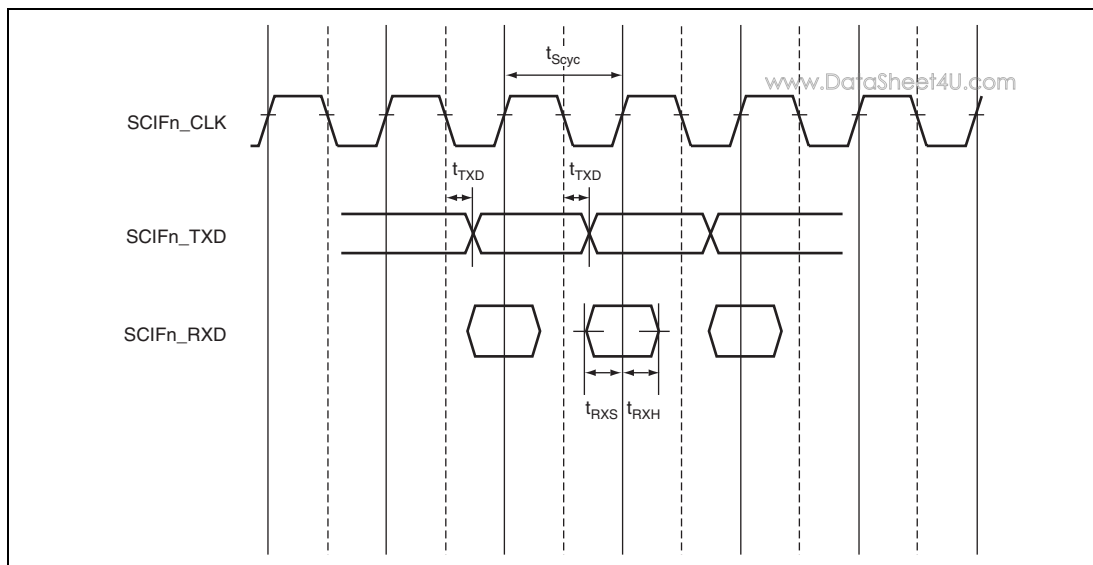 tScyc
www.DataSheet4U.com
SCIFn_CLK
tTXD tTXD
SCIFn_TXD
SCIFn_RXD
tRXS tRXH